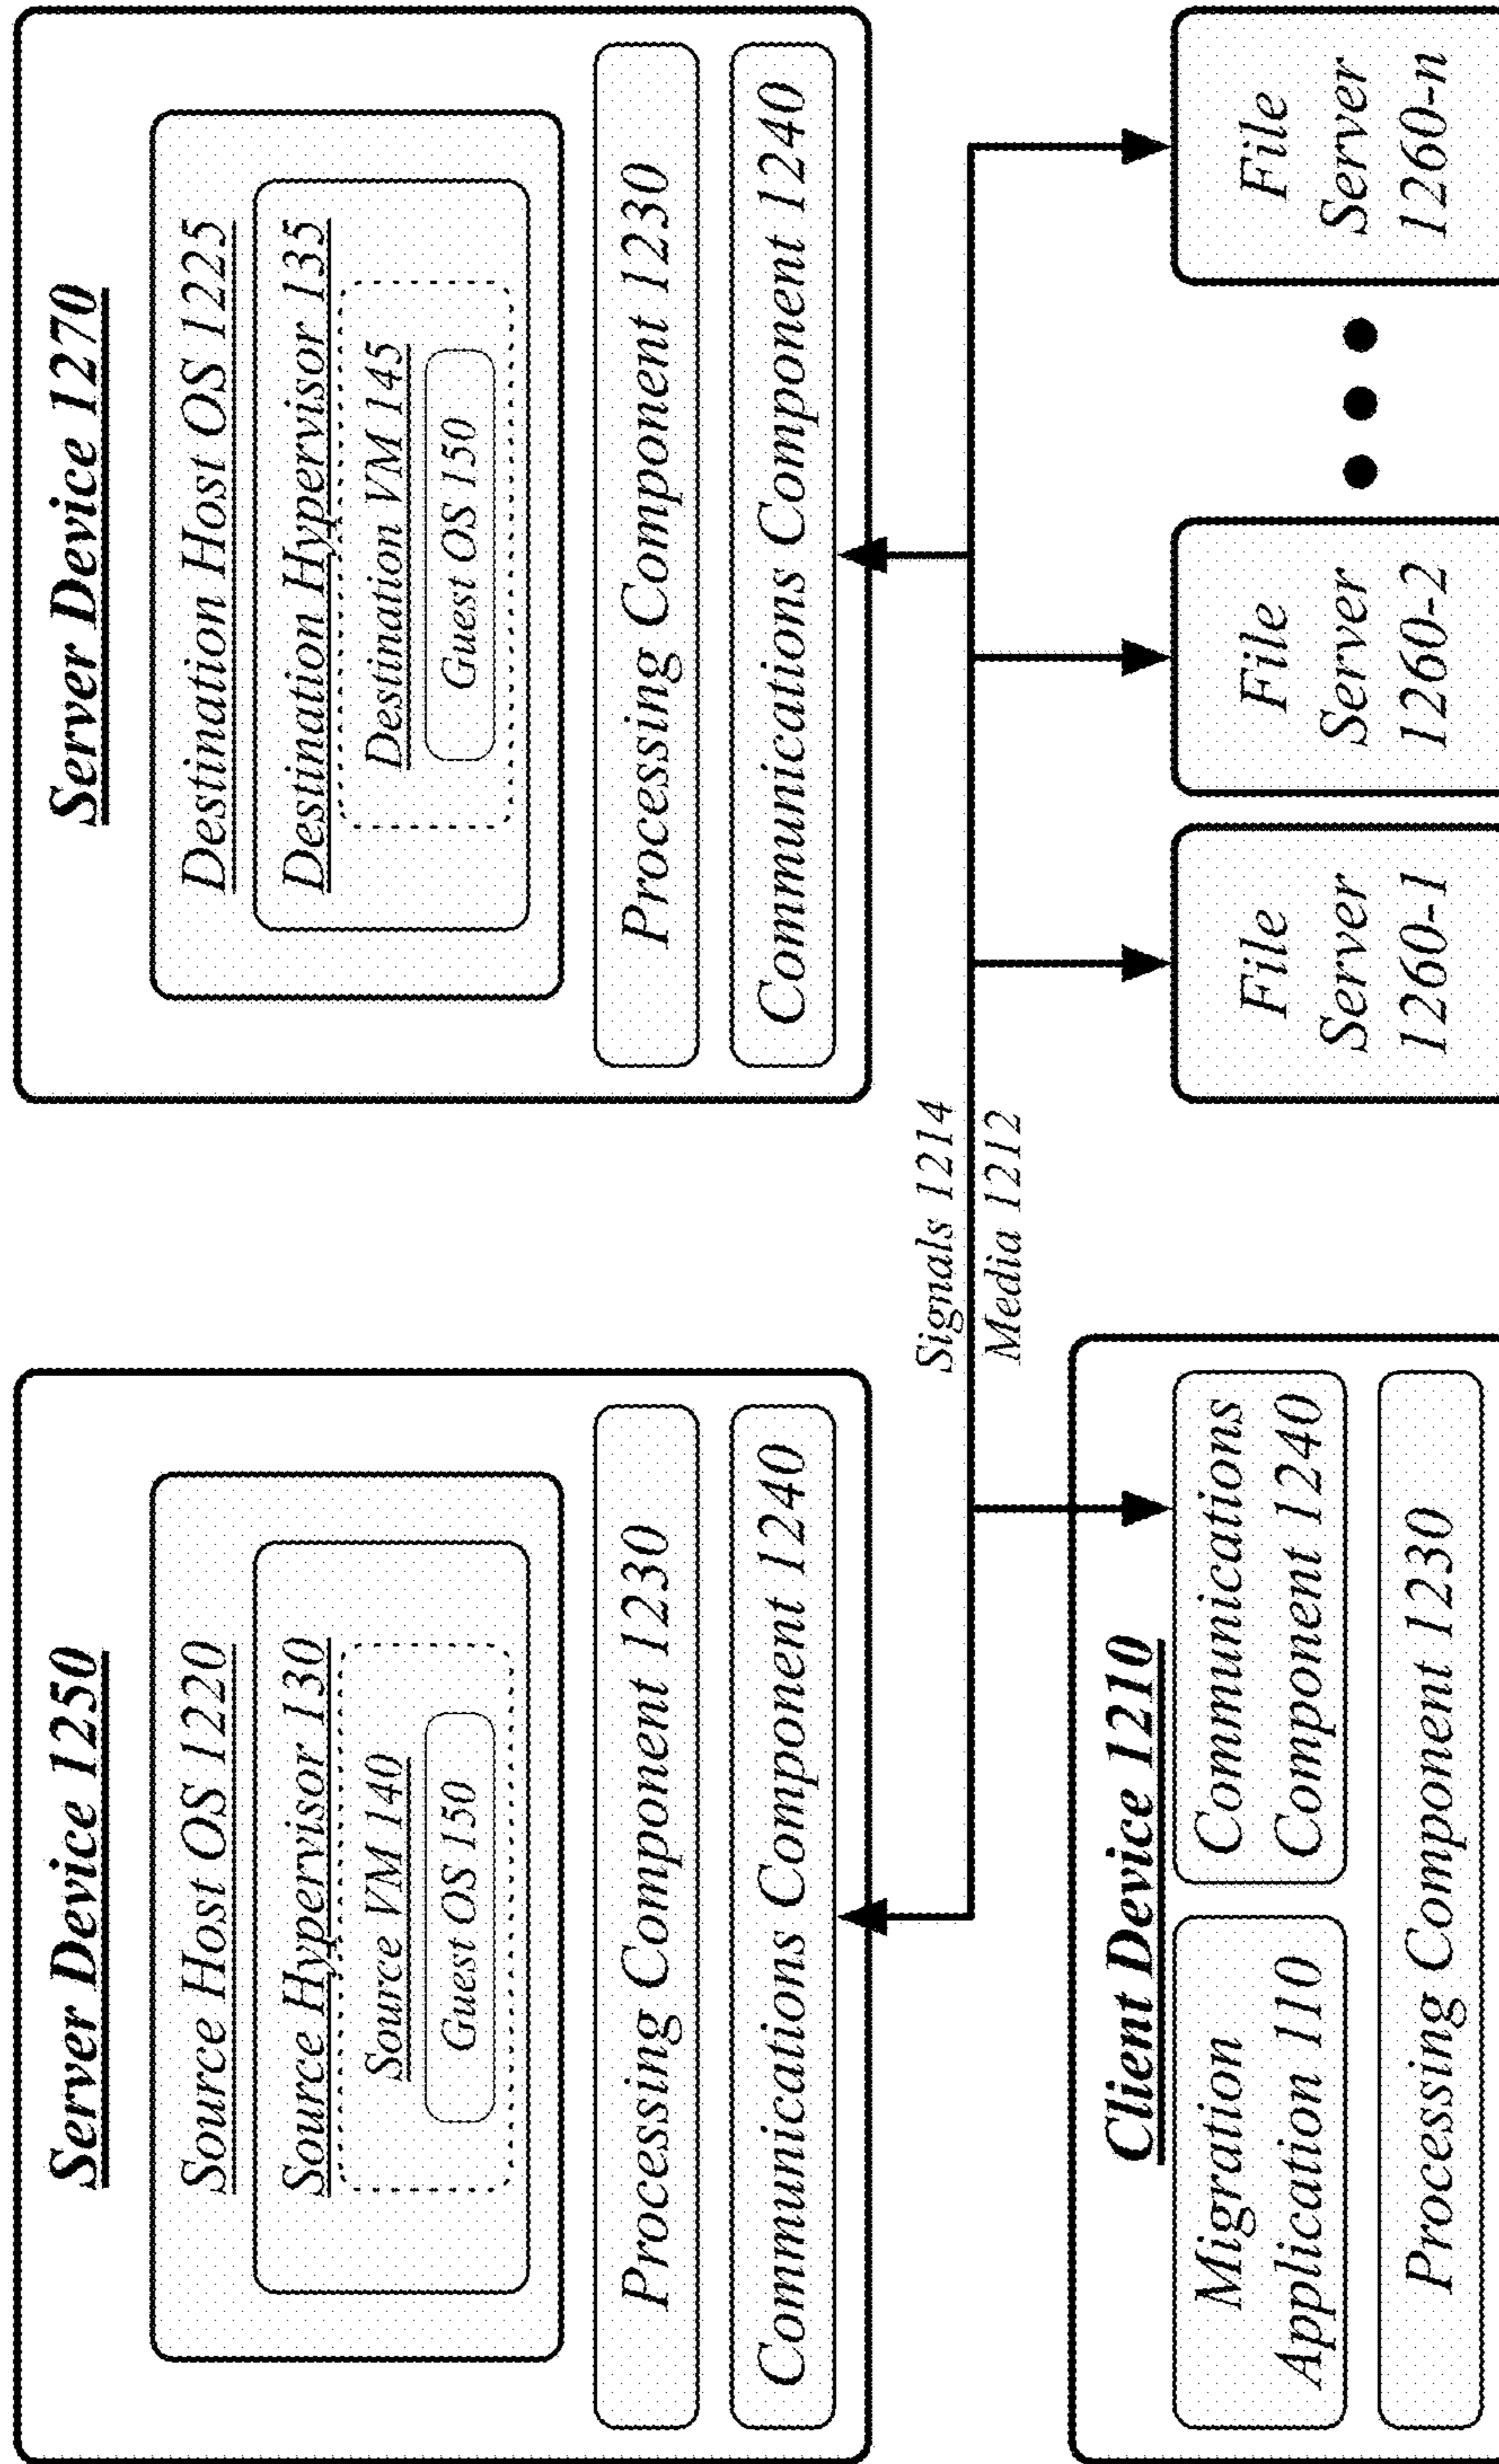 Server Device 1250
Source Host OS 1220
Source Hypervisor 130
Source VM 140
Guest OS 150
Processing Component 1230
Communications Component 1240
Server Device 1270
Destination Host OS 1225
Destination Hypervisor 135
Destination VM 145
Guest OS 150
Processing Component 1230
Communications Component 1240
Signals 1214
Media 1212
Client Device 1210
Migration
Application 110
Communications
Component 1240
Processing Component 1230
File
Server
1260-1
File
Server
1260-2
File
Server
1260-n